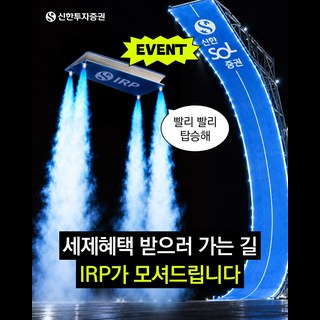 신한투자증권
EVENT
신한
SOL
증권
IRP
빨리 빨리
탑승해
세제혜택 받으러 가는 길
IRP가 모셔드립니다